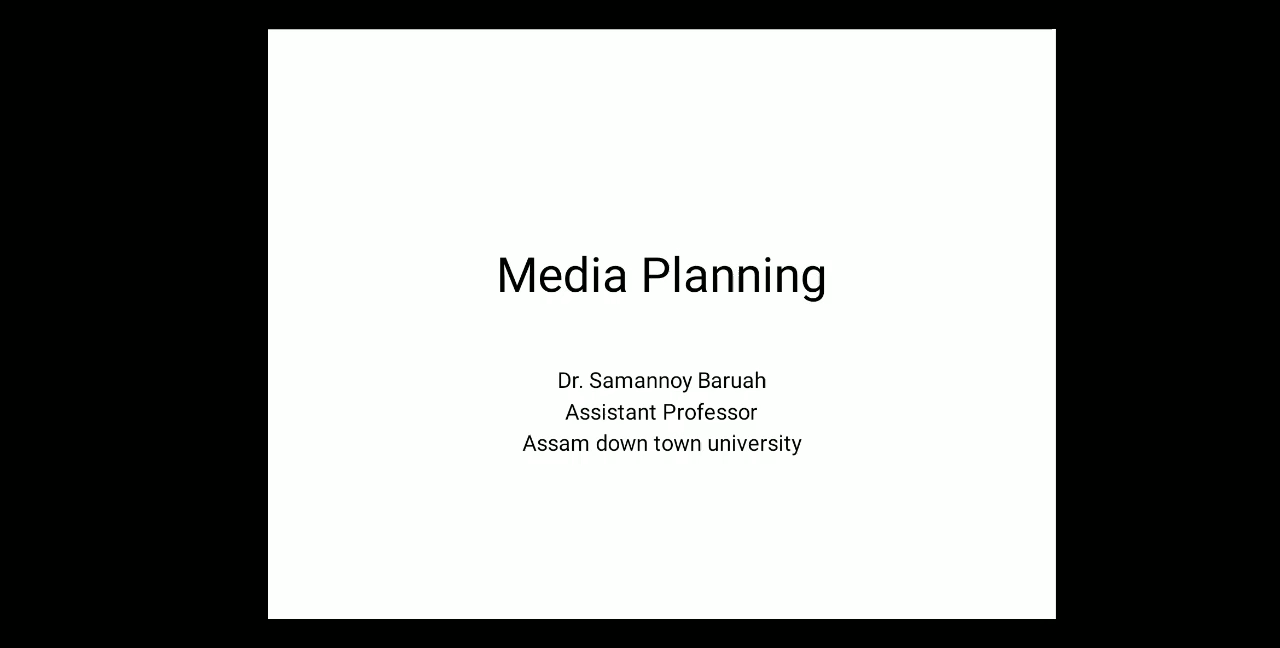 Media Planning
Dr. Samannoy Baruah
Assistant Professor
Assam down town university